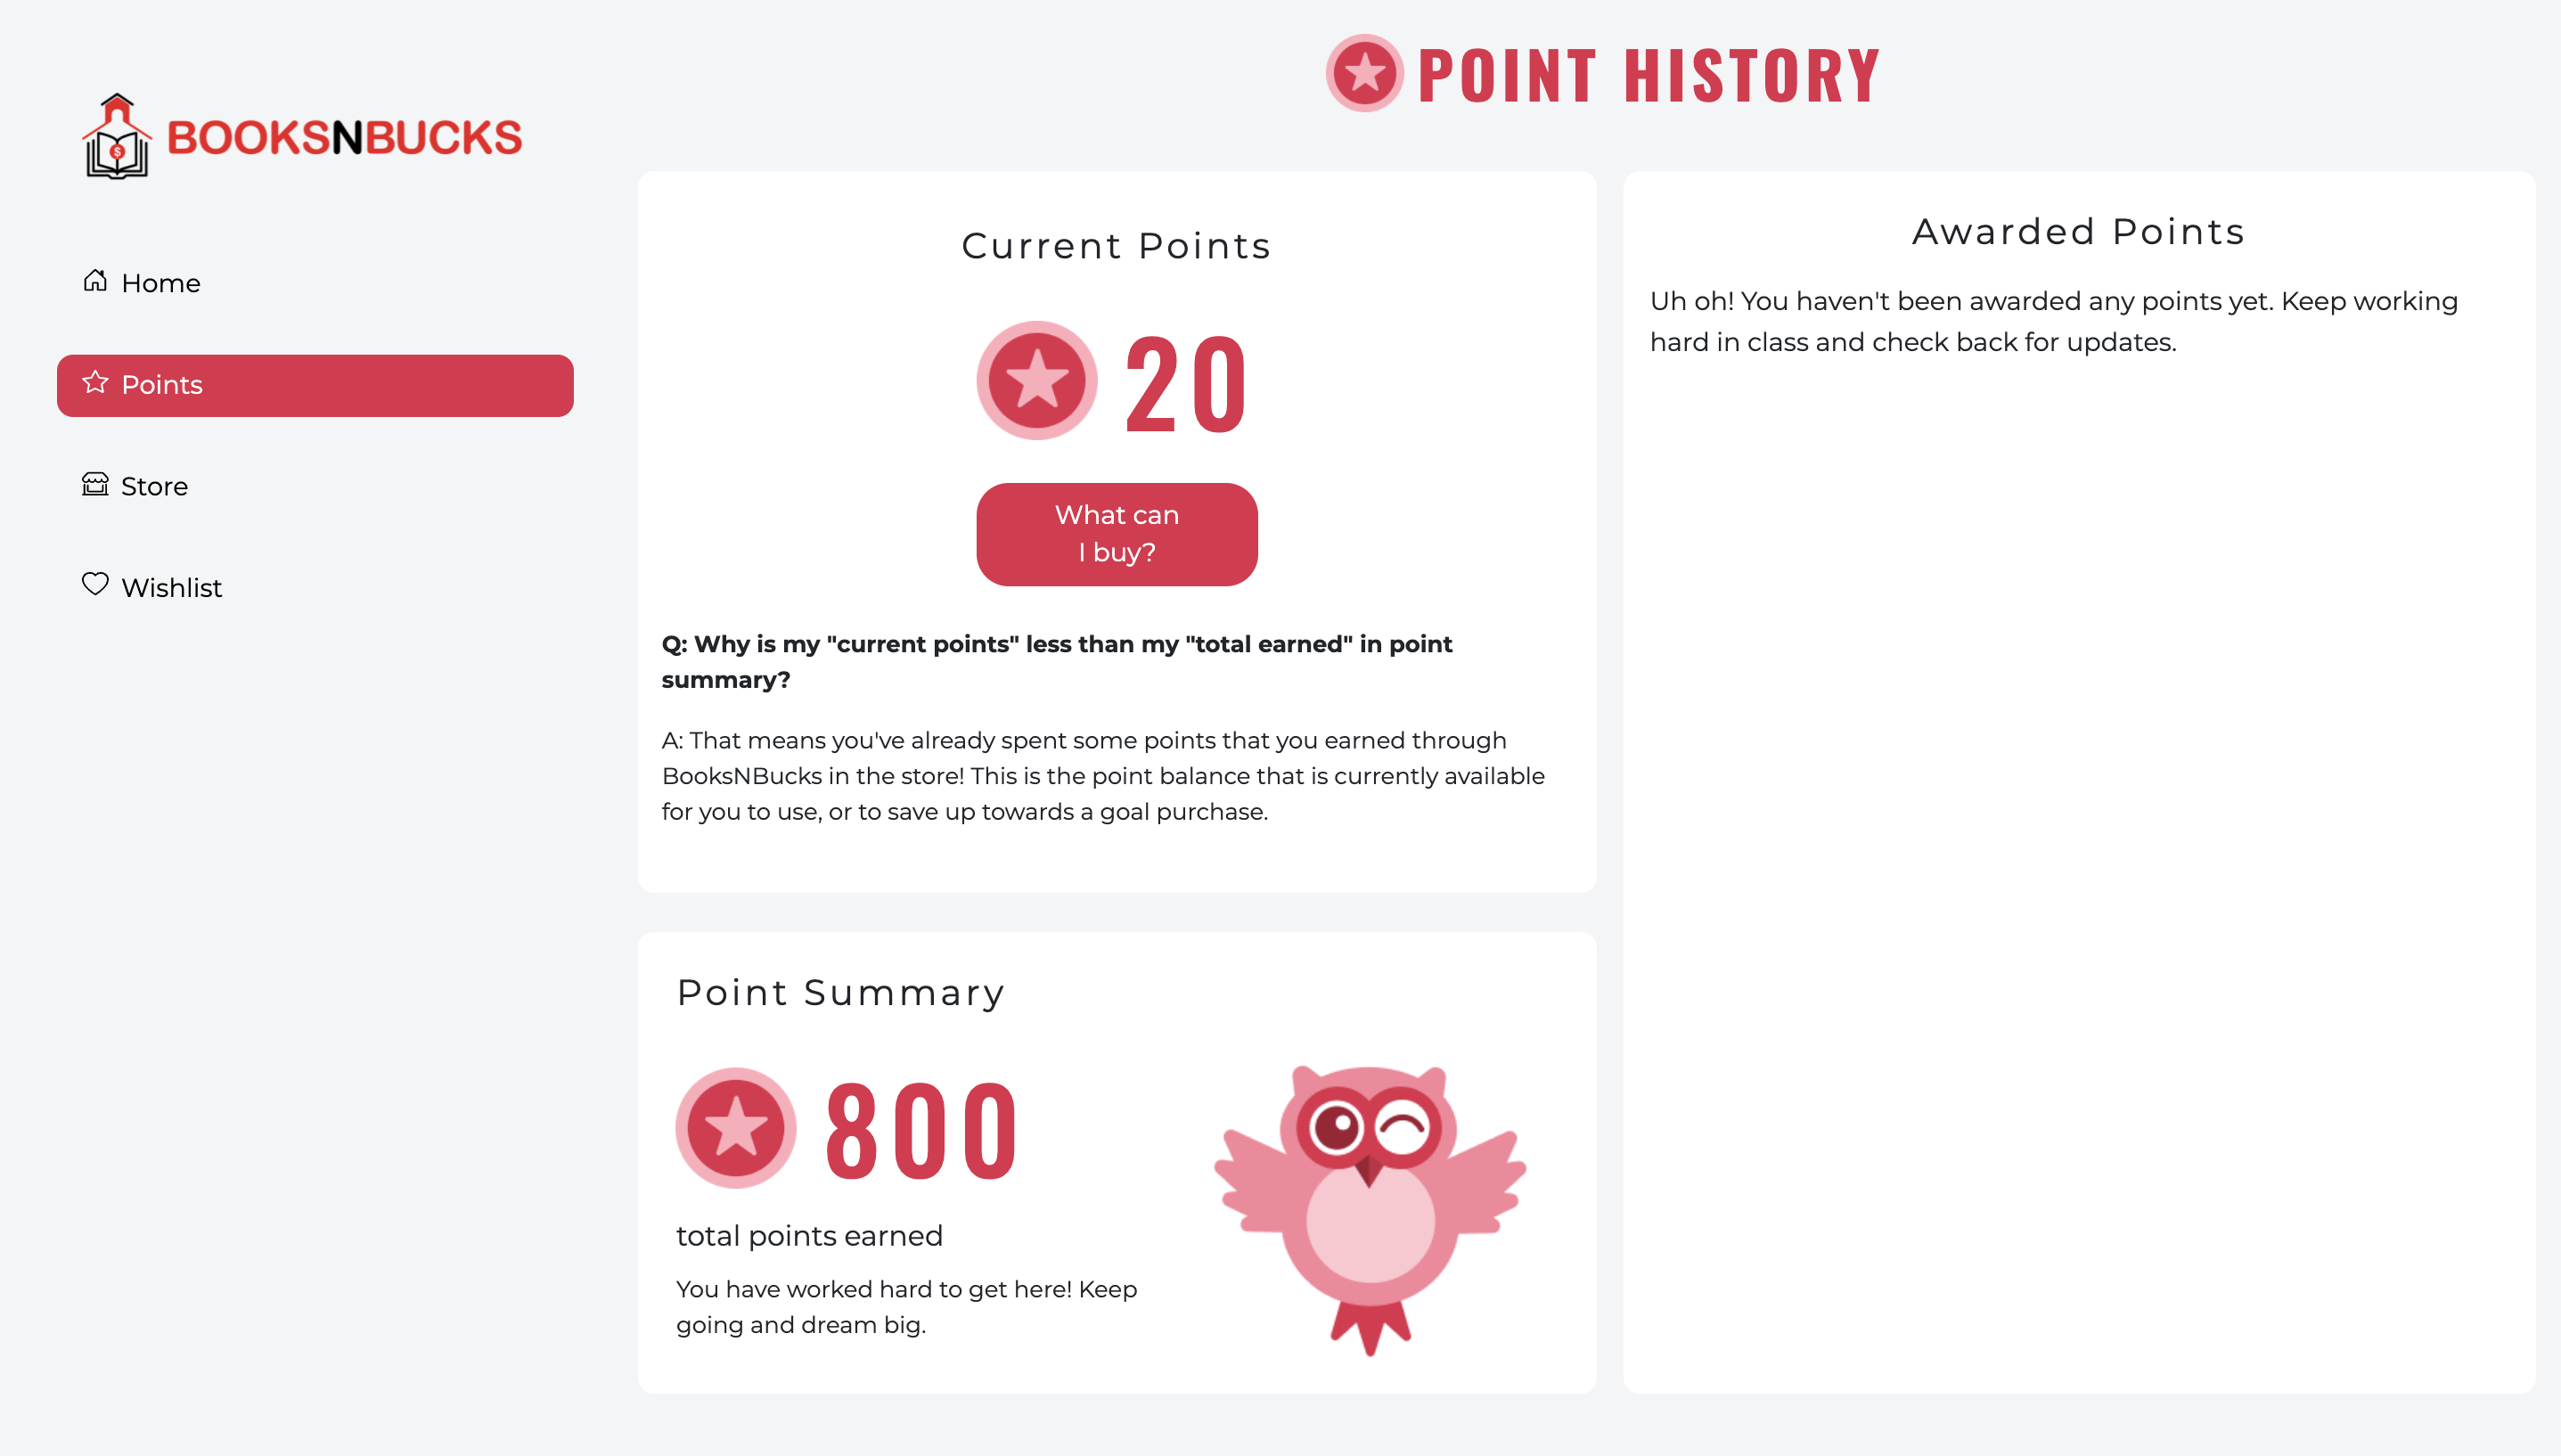 POINT HISTORY
BOOKSNBUCKS
Home
Points
Store
Wishlist
Current Points
20
What can
I buy?
Q: Why is my "current points" less than my "total earned" in point
summary?
A: That means you've already spent some points that you earned through
BooksNBucks in the store! This is the point balance that is currently available
for you to use, or to save up towards a goal purchase.
Point Summary
800
total points earned
You have worked hard to get here! Keep
going and dream big.
Awarded Points
Uh oh! You haven't been awarded any points yet. Keep working
hard in class and check back for updates.